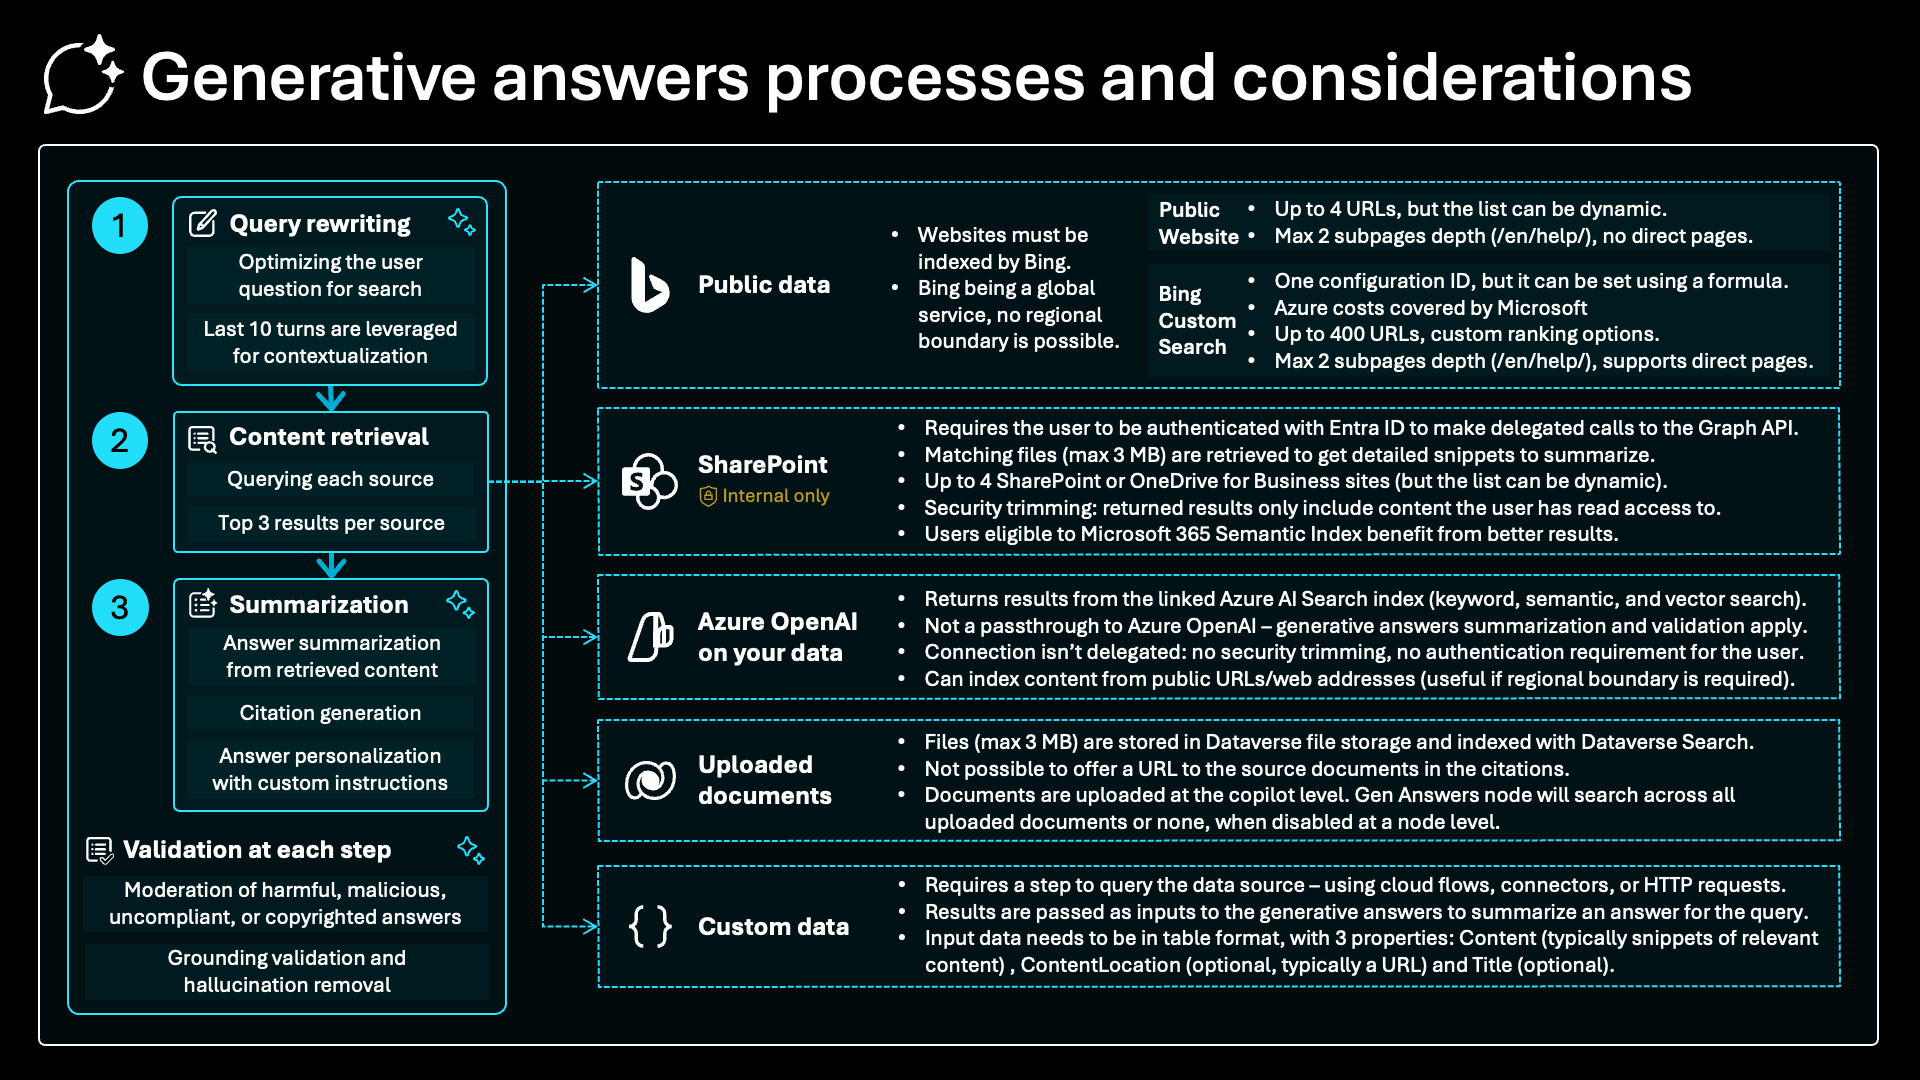 Generative answers processes and considerations
1
Query rewriting
Optimizing the user
question for search
Last 10 turns are leveraged
for contextualization
2
Content retrieval
Querying each source
Top 3 results per source
3
Summarization
Answer summarization
from retrieved content
Citation generation
Answer personalization
with custom instructions
Validation at each step
Moderation of harmful, malicious,
uncompliant, or copyrighted answers
Grounding validation and
hallucination removal
Public data
• Websites must be
indexed by Bing.
• Bing being a global
service, no regional
boundary is possible.
Public
Website
• Up to 4 URLs, but the list can be dynamic.
• Max 2 subpages depth (/en/help/), no direct pages.
Bing
Custom
Search
• One configuration ID, but it can be set using a formula.
• Azure costs covered by Microsoft
• Up to 400 URLs, custom ranking options.
• Max 2 subpages depth (/en/help/), supports direct pages.
S
SharePoint
Internal only
• Requires the user to be authenticated with Entra ID to make delegated calls to the Graph API.
• Matching files (max 3 MB) are retrieved to get detailed snippets to summarize.
• Up to 4 SharePoint or OneDrive for Business sites (but the list can be dynamic).
• Security trimming: returned results only include content the user has read access to.
• Users eligible to Microsoft 365 Semantic Index benefit from better results.
Azure OpenAI
on your data
• Returns results from the linked Azure AI Search index (keyword, semantic, and vector search).
• Not a passthrough to Azure OpenAI – generative answers summarization and validation apply.
• Connection isn't delegated: no security trimming, no authentication requirement for the user.
• Can index content from public URLs/web addresses (useful if regional boundary is required).
Uploaded
documents
• Files (max 3 MB) are stored in Dataverse file storage and indexed with Dataverse Search.
• Not possible to offer a URL to the source documents in the citations.
• Documents are uploaded at the copilot level. Gen Answers node will search across all
uploaded documents or none, when disabled at a node level.
{ }
Custom data
• Requires a step to query the data source – using cloud flows, connectors, or HTTP requests.
• Results are passed as inputs to the generative answers to summarize an answer for the query.
• Input data needs to be in table format, with 3 properties: Content (typically snippets of relevant
content) , ContentLocation (optional, typically a URL) and Title (optional).